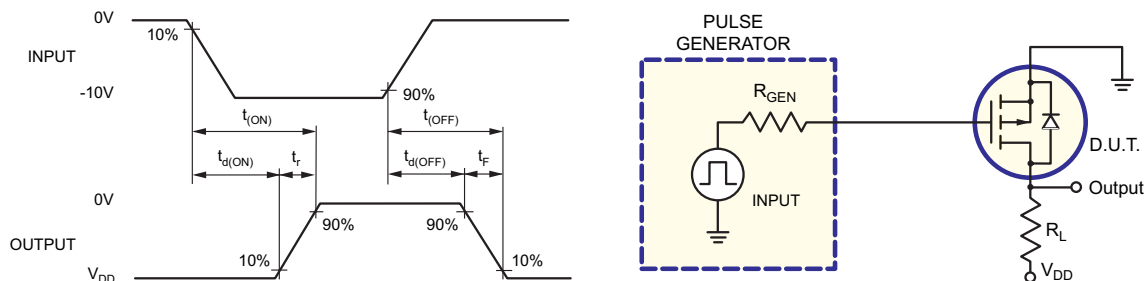 0V
10%
INPUT
-10V
90%
t(ON)
t(OFF)
td(ON)
tr
td(OFF)
tF
0V
90%
90%
OUTPUT
10%
10%
VDD
PULSE
GENERATOR
RGEN
INPUT
D.U.T.
Output
RL
VDD